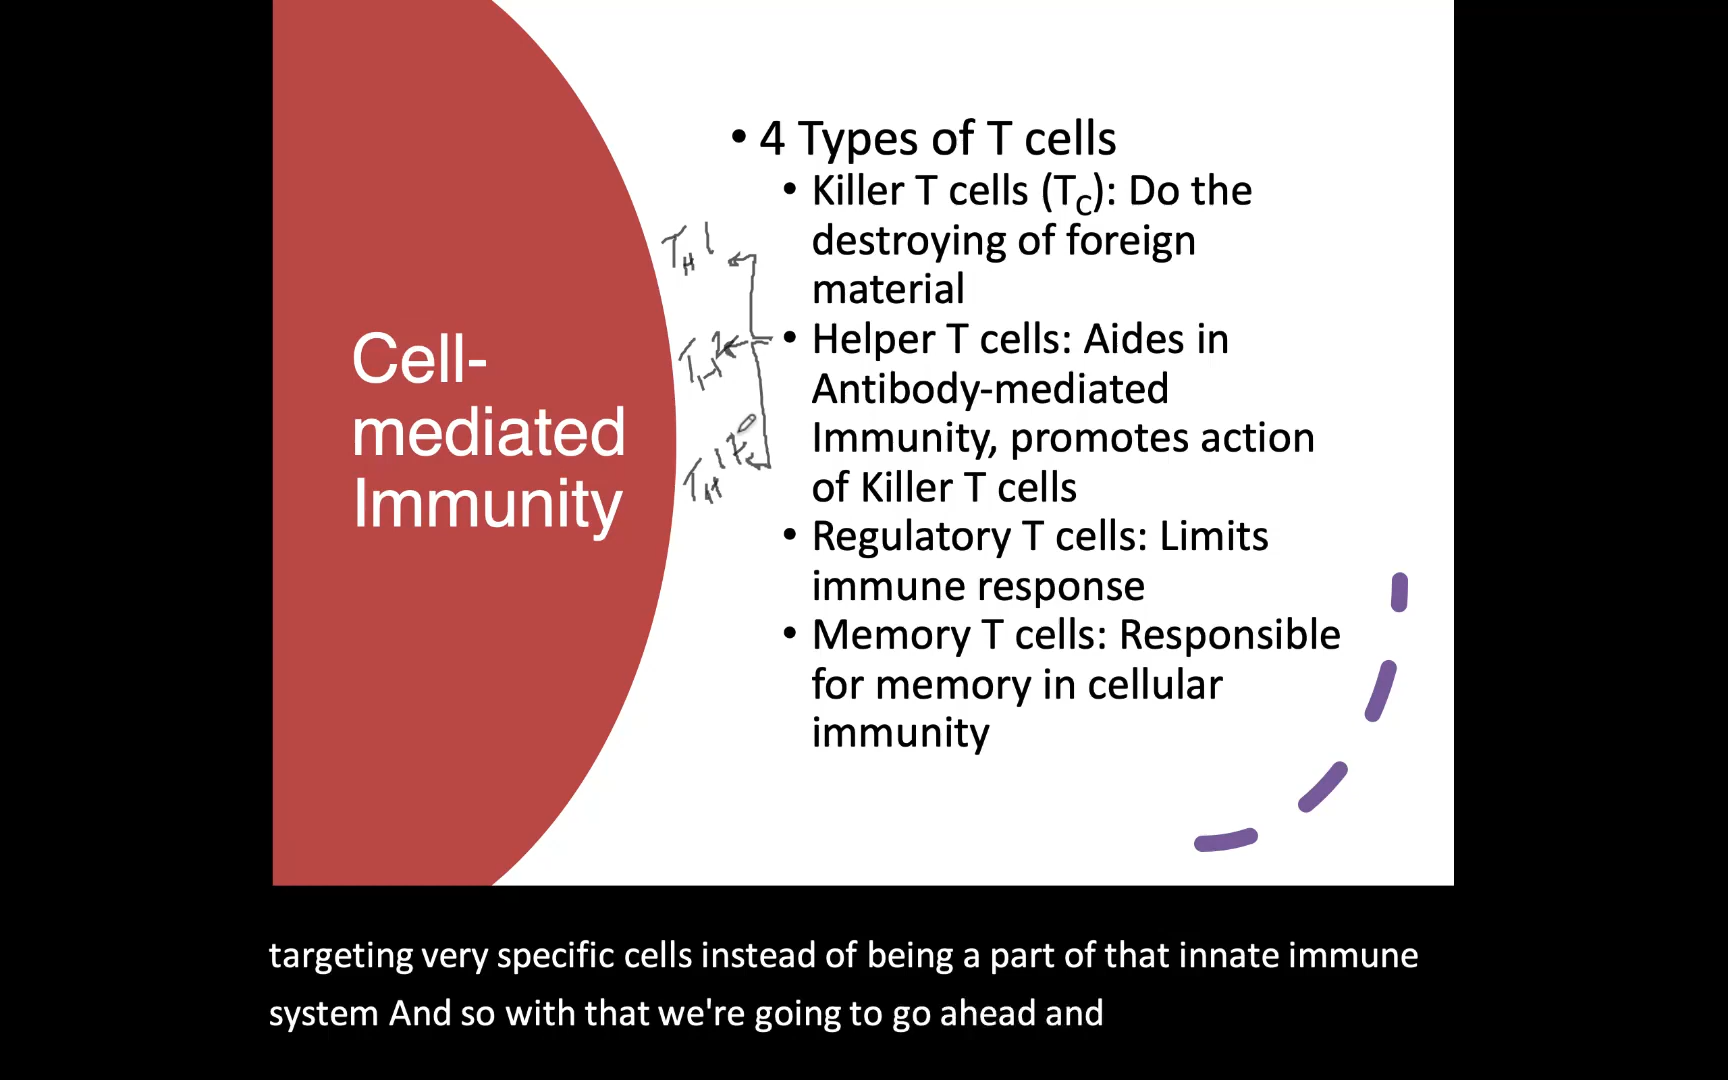 Cell-
mediated
Immunity
• 4 Types of T cells
• Killer T cells (TC): Do the
destroying of foreign
material
• Helper T cells: Aides in
Antibody-mediated
Immunity, promotes action
of Killer T cells
• Regulatory T cells: Limits
immune response
• Memory T cells: Responsible
for memory in cellular
immunity
TH1
TH2
TH17
targeting very specific cells instead of being a part of that innate immune
system And so with that we're going to go ahead and